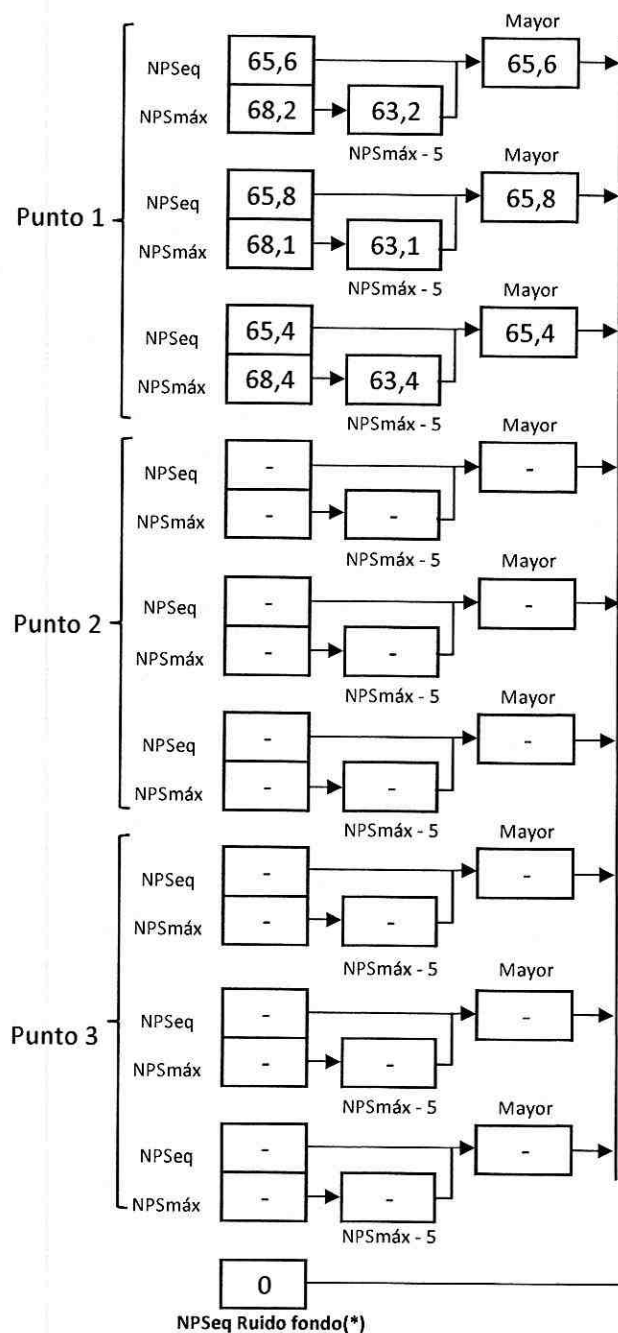 Mayor
NPSeq 65,6 65,6
NPSmáx 68,2 63,2
NPSmáx - 5
Mayor
Punto 1
NPSeq 65,8 65,8
NPSmáx 68,1 63,1
NPSmáx - 5
Mayor
NPSeq 65,4 65,4
NPSmáx 68,4 63,4
NPSmáx - 5
Mayor
NPSeq - -
NPSmáx - -
NPSmáx - 5
Mayor
Punto 2
NPSeq - -
NPSmáx - -
NPSmáx - 5
Mayor
NPSeq - -
NPSmáx - -
NPSmáx - 5
Mayor
NPSeq - -
NPSmáx - -
NPSmáx - 5
Mayor
Punto 3
NPSeq - -
NPSmáx - -
NPSmáx - 5
Mayor
NPSeq - -
NPSmáx - -
NPSmáx - 5
0
NPSeq Ruido fondo(*)